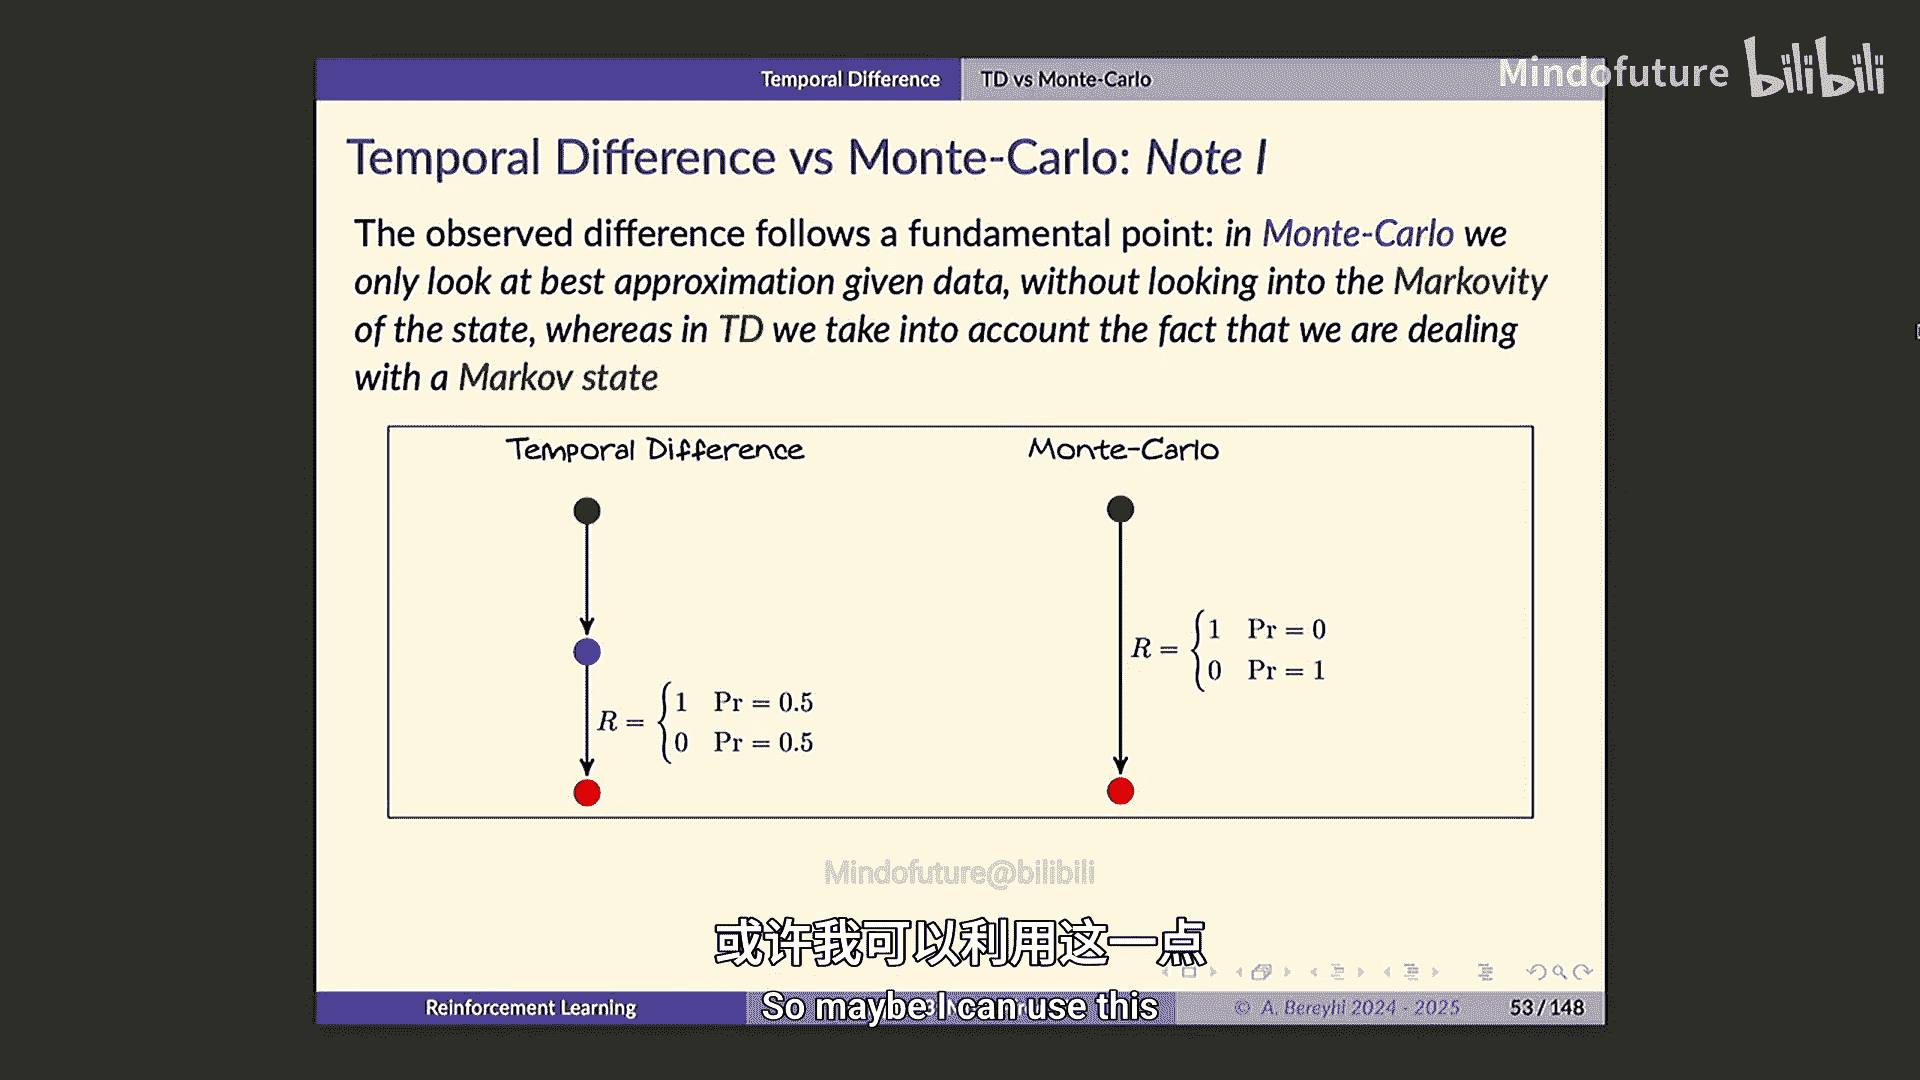 Temporal Difference
TD vs Monte-Carlo
Mindofuture bilibili
Temporal Difference vs Monte-Carlo: Note I
The observed difference follows a fundamental point: in Monte-Carlo we
only look at best approximation given data, without looking into the Markovity
of the state, whereas in TD we take into account the fact that we are dealing
with a Markov state
Temporal Difference
Monte-Carlo
R = { 1 Pr = 0.5
0 Pr = 0.5
R = { 1 Pr = 0
0 Pr = 1
Mindofuture@bilibili
或许我可以利用这一点
So maybe I can use this
Reinforcement Learning
© A. Bereyhi 2024 - 2025
53 / 148